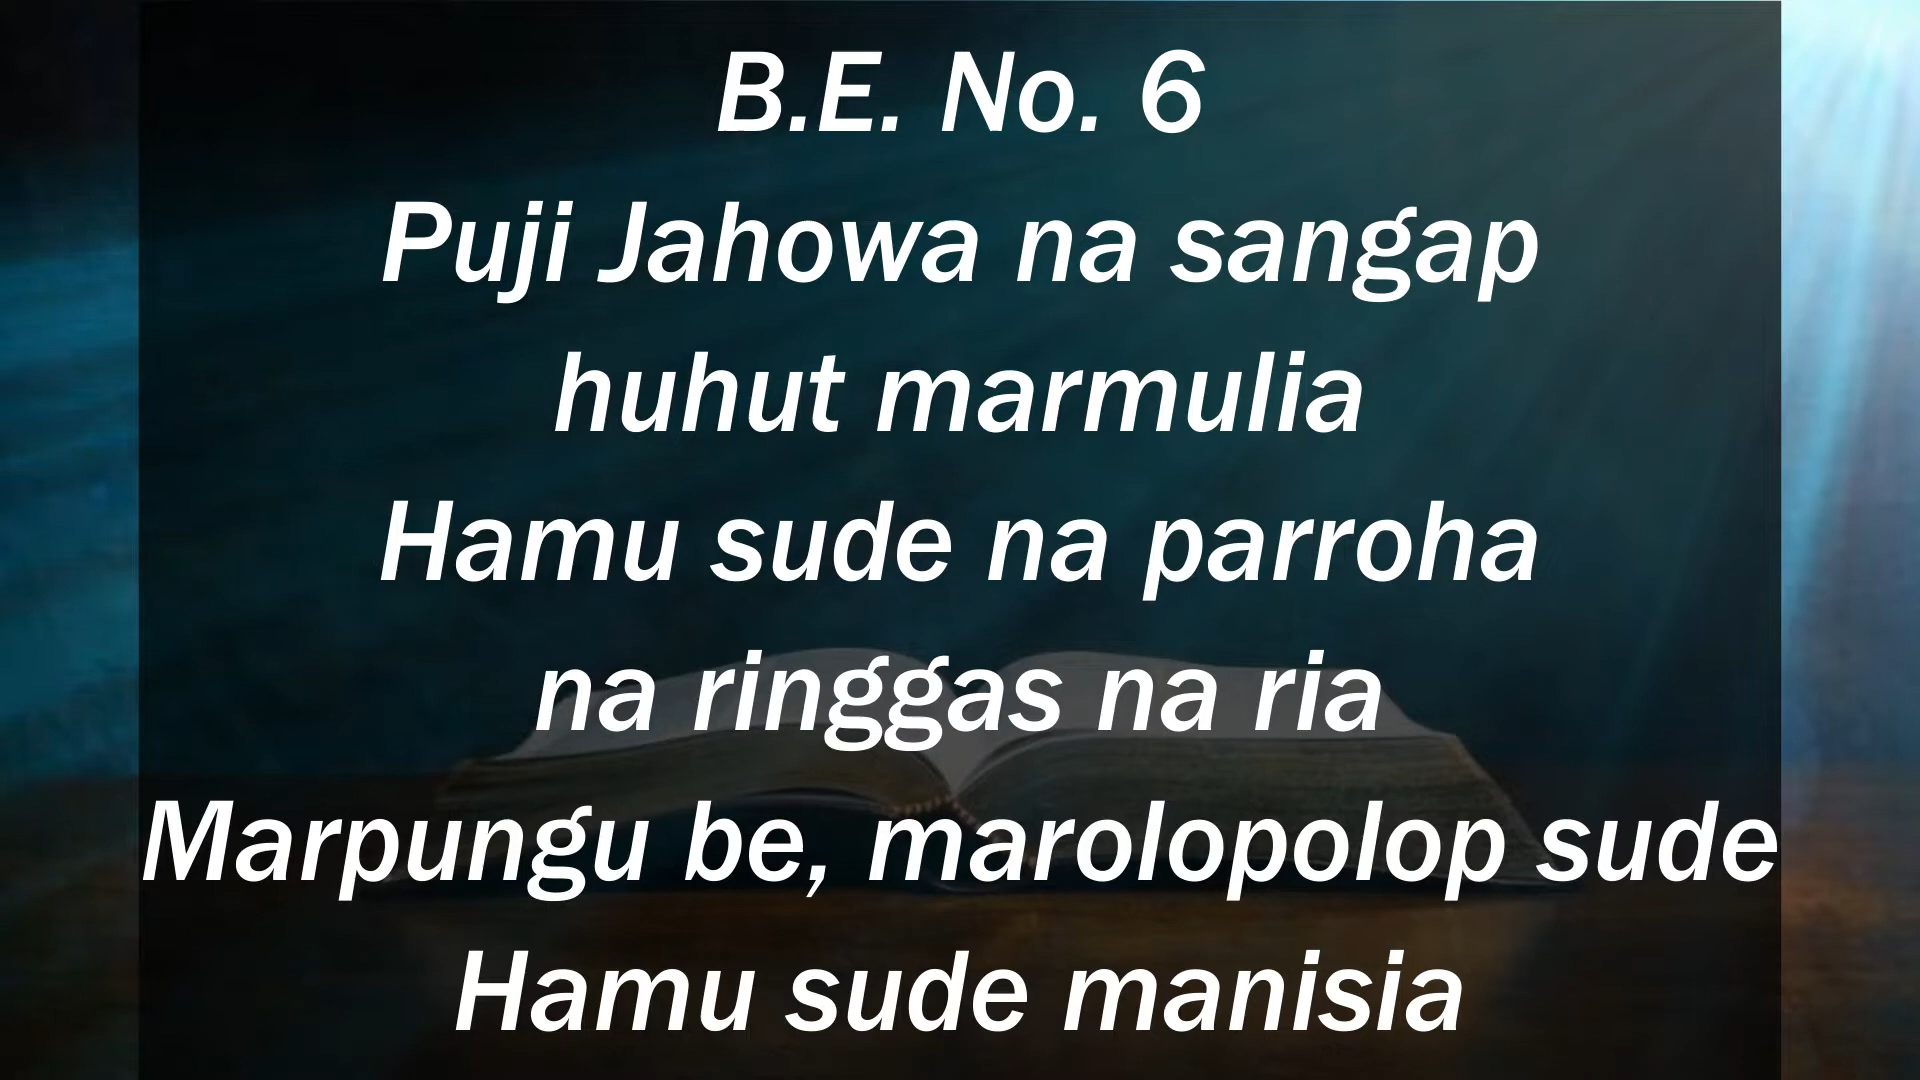 B.E. No. 6
Puji Jahowa na sangap
huhut marmulia
Hamu sude na parroha
na ringgas na ria
Marpungu be, marolopolop sude
Hamu sude manisia